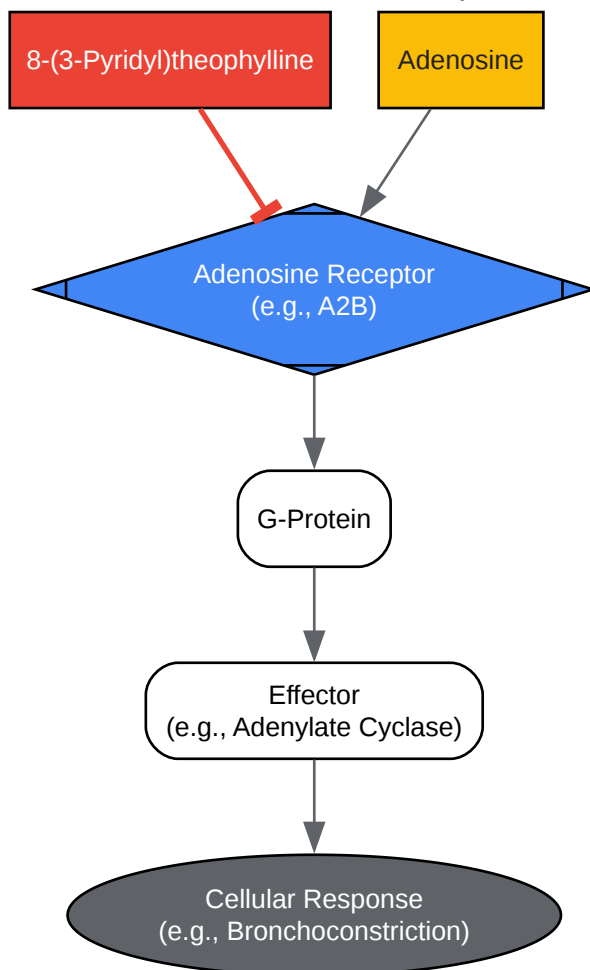 8-(3-Pyridyl)theophylline
Adenosine
Adenosine Receptor
(e.g., A2B)
G-Protein
Effector
(e.g., Adenylate Cyclase)
Cellular Response
(e.g., Bronchoconstriction)